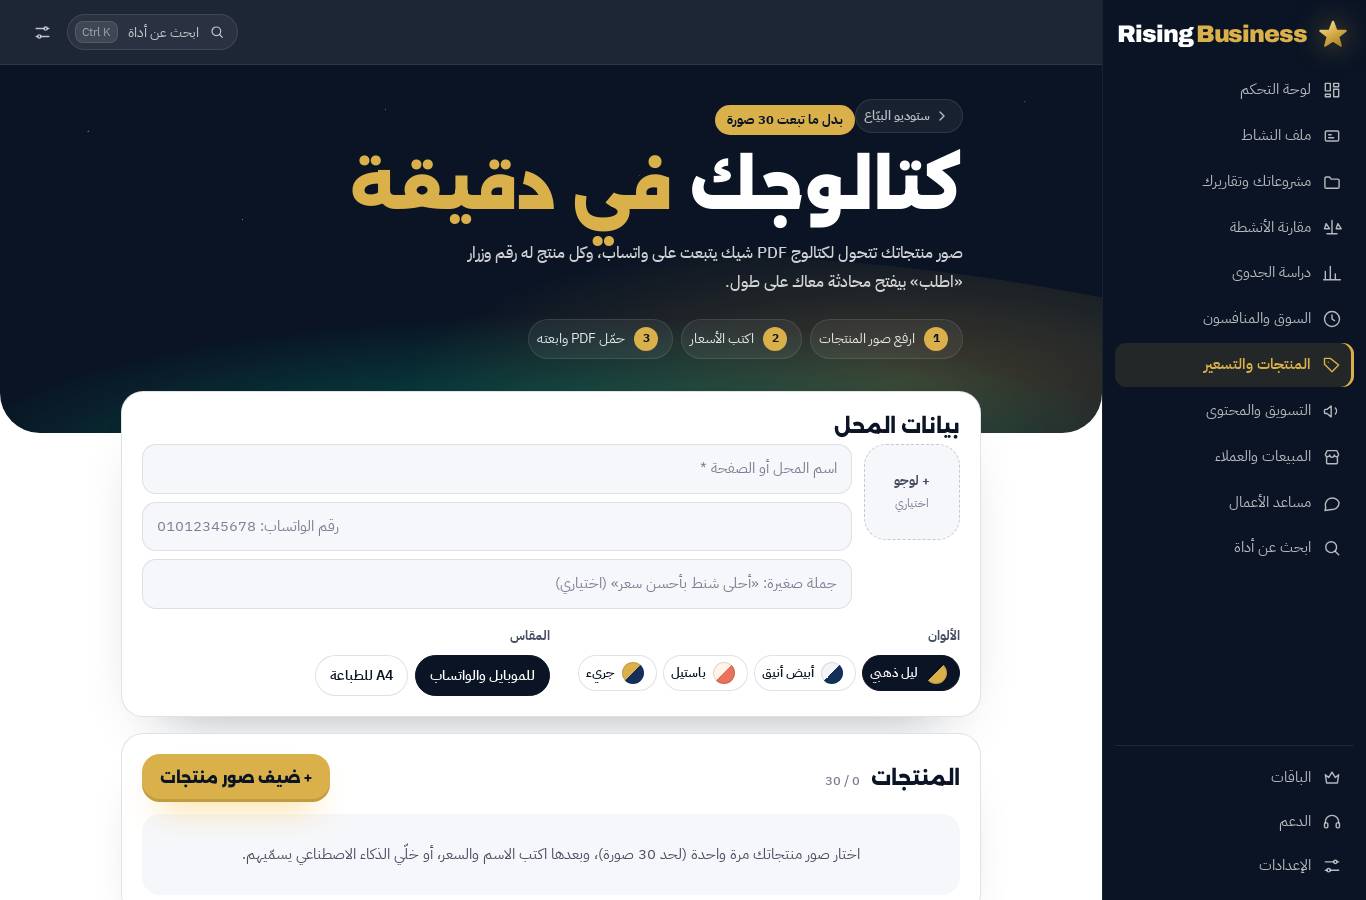 Rising Business
لوحة التحكم
ملف النشاط
مشروعاتك وتقاريرك
مقارنة الأنشطة
دراسة الجدوى
السوق والمنافسون
المنتجات والتسعير
التسويق والمحتوى
المبيعات والعملاء
مساعد الأعمال
ابحث عن أداة
الباقات
الدعم
الإعدادات
ابحث عن أداة Ctrl K
ستوديو البيّاع
بدل ما تبعت 30 صورة
كتالوجك في دقيقة
صور منتجاتك تتحول لكتالوج PDF شيك يتبعت على واتساب، وكل منتج له رقم وزرار
«اطلب» بيفتح محادثة معاك على طول.
1 ارفع صور المنتجات
2 اكتب الأسعار
3 حمّل PDF وابعته
بيانات المحل
+ لوجو
اختياري
اسم المحل أو الصفحة *
رقم الواتساب: 01012345678
جملة صغيرة: «أحلى شنط بأحسن سعر» (اختياري)
الألوان
ليل ذهبي
أبيض أنيق
باستيل
جريء
المقاس
للموبايل والواتساب
A4 للطباعة
المنتجات
0 / 30
+ ضيف صور منتجات
اختار صور منتجاتك مرة واحدة (لحد 30 صورة)، وبعدها اكتب الاسم والسعر، أو خلّي الذكاء الاصطناعي يسمّيهم.